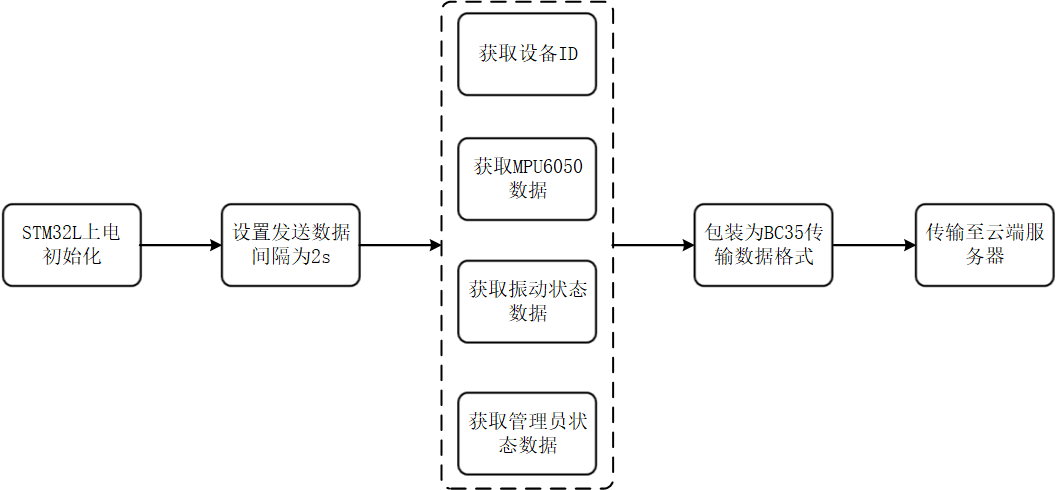 STM32L上电
初始化
设置发送数据
间隔为2s
获取设备ID
获取MPU6050
数据
获取振动状态
数据
获取管理员状
态数据
包装为BC35传
输数据格式
传输至云端服
务器